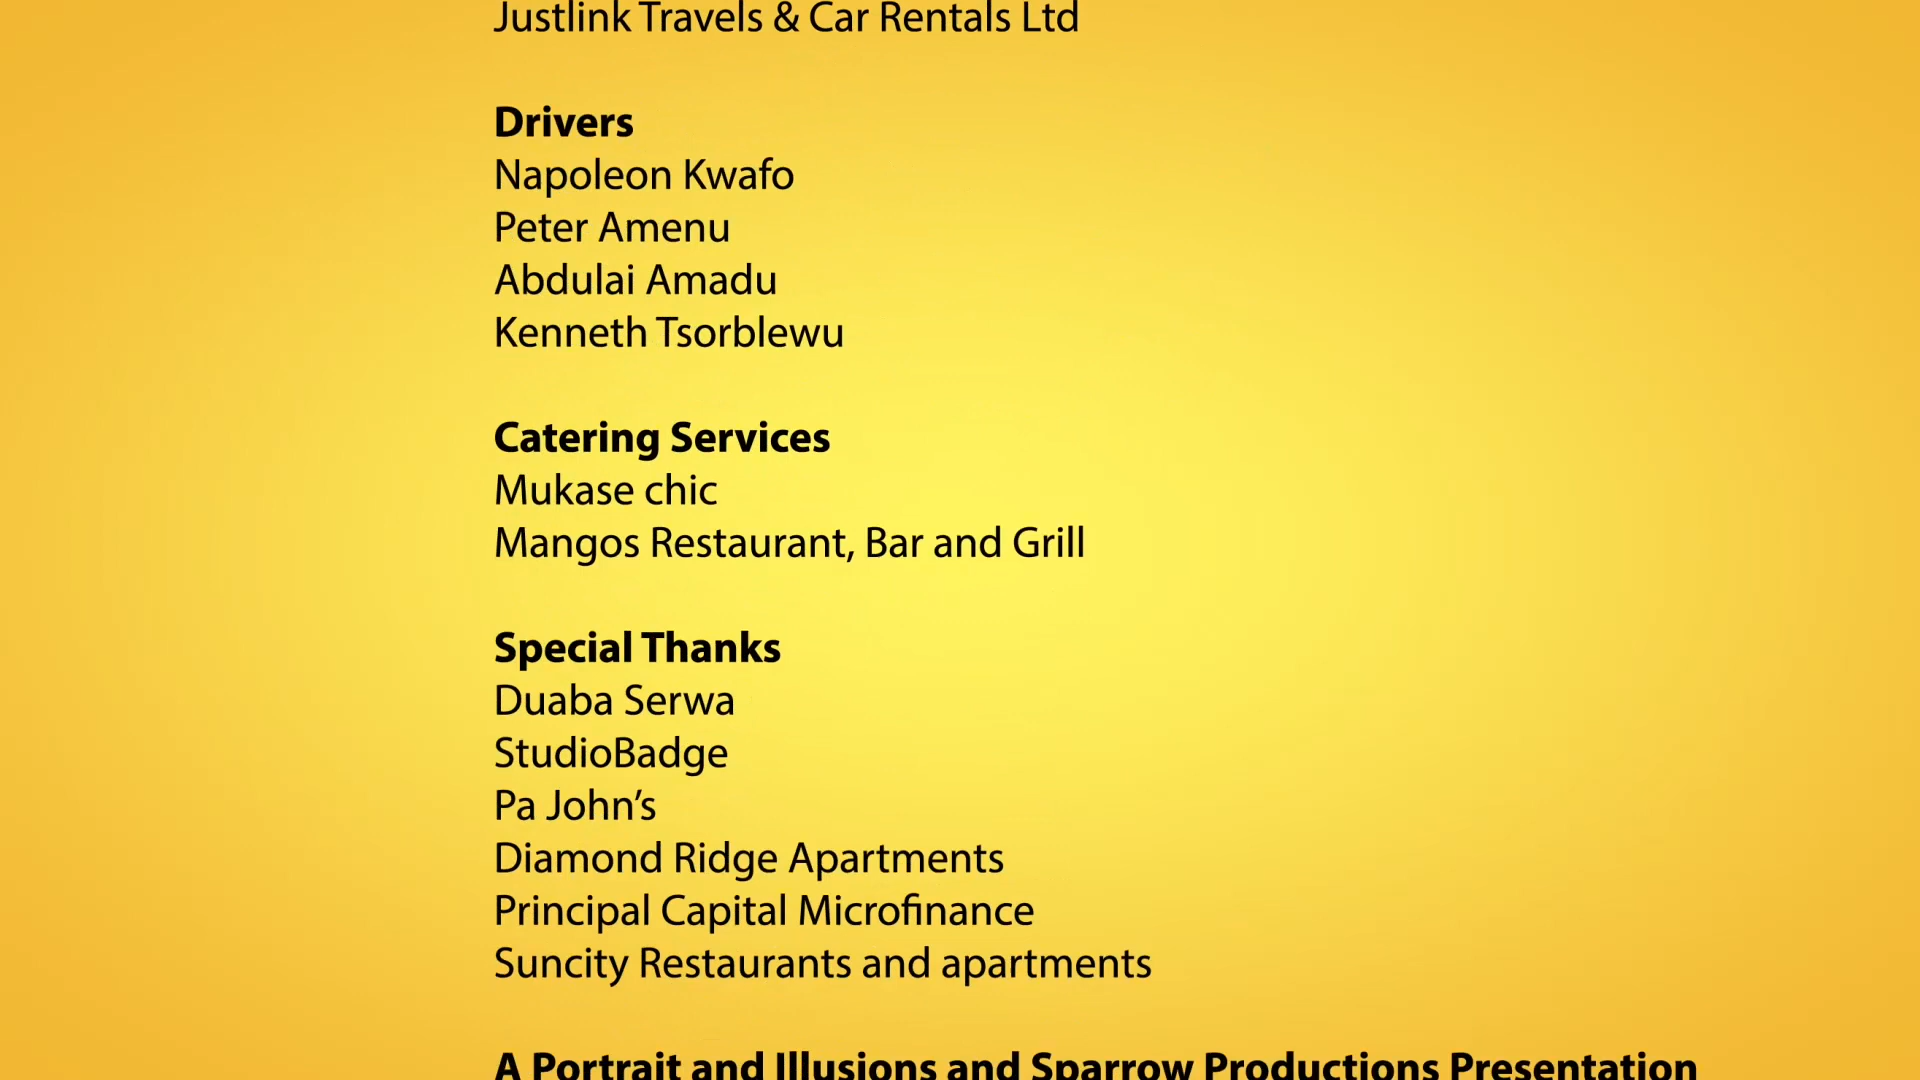 Justlink Travels & Car Rentals Ltd
Drivers
Napoleon Kwafo
Peter Amenu
Abdulai Amadu
Kenneth Tsorblewu
Catering Services
Mukase chic
Mangos Restaurant, Bar and Grill
Special Thanks
Duaba Serwa
StudioBadge
Pa John’s
Diamond Ridge Apartments
Principal Capital Microfinance
Suncity Restaurants and apartments
A Portrait and Illusions and Sparrow Productions Presentation